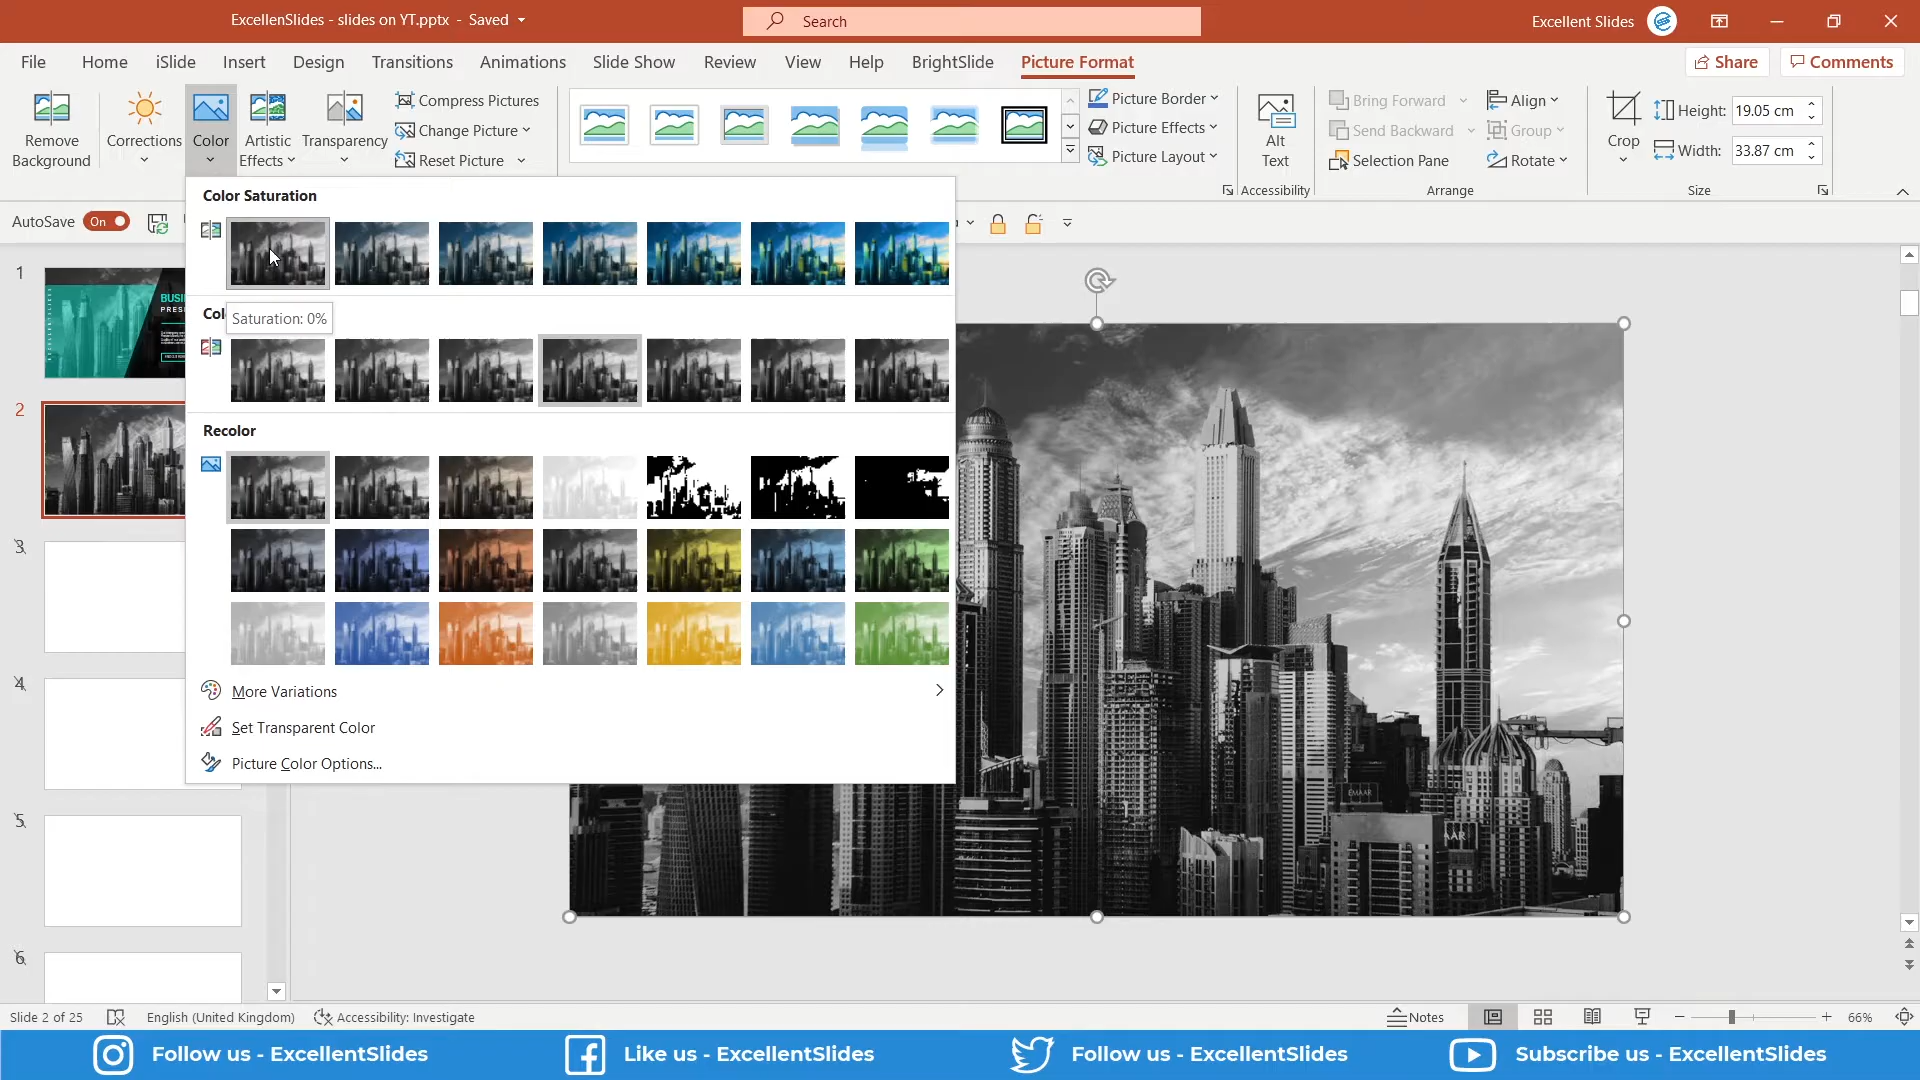 ExcellenSlides - slides on YT.pptx - Saved
Search
Excellent Slides
File Home iSlide Insert Design Transitions Animations Slide Show Review View Help BrightSlide Picture Format
Share
Comments
Remove Background
Corrections
Color
Artistic Effects
Transparency
Compress Pictures
Change Picture
Reset Picture
Picture Border
Picture Effects
Picture Layout
Alt Text
Accessibility
Bring Forward
Send Backward
Selection Pane
Align
Group
Rotate
Arrange
Crop
Height: 19.05 cm
Width: 33.87 cm
Size
AutoSave On
Color Saturation
Saturation: 0%
Recolor
More Variations
Set Transparent Color
Picture Color Options...
1
2
3
4
5
6
EMAAR
Slide 2 of 25
English (United Kingdom)
Accessibility: Investigate
Notes
66%
Follow us - ExcellentSlides
Like us - ExcellentSlides
Follow us - ExcellentSlides
Subscribe us - ExcellentSlides